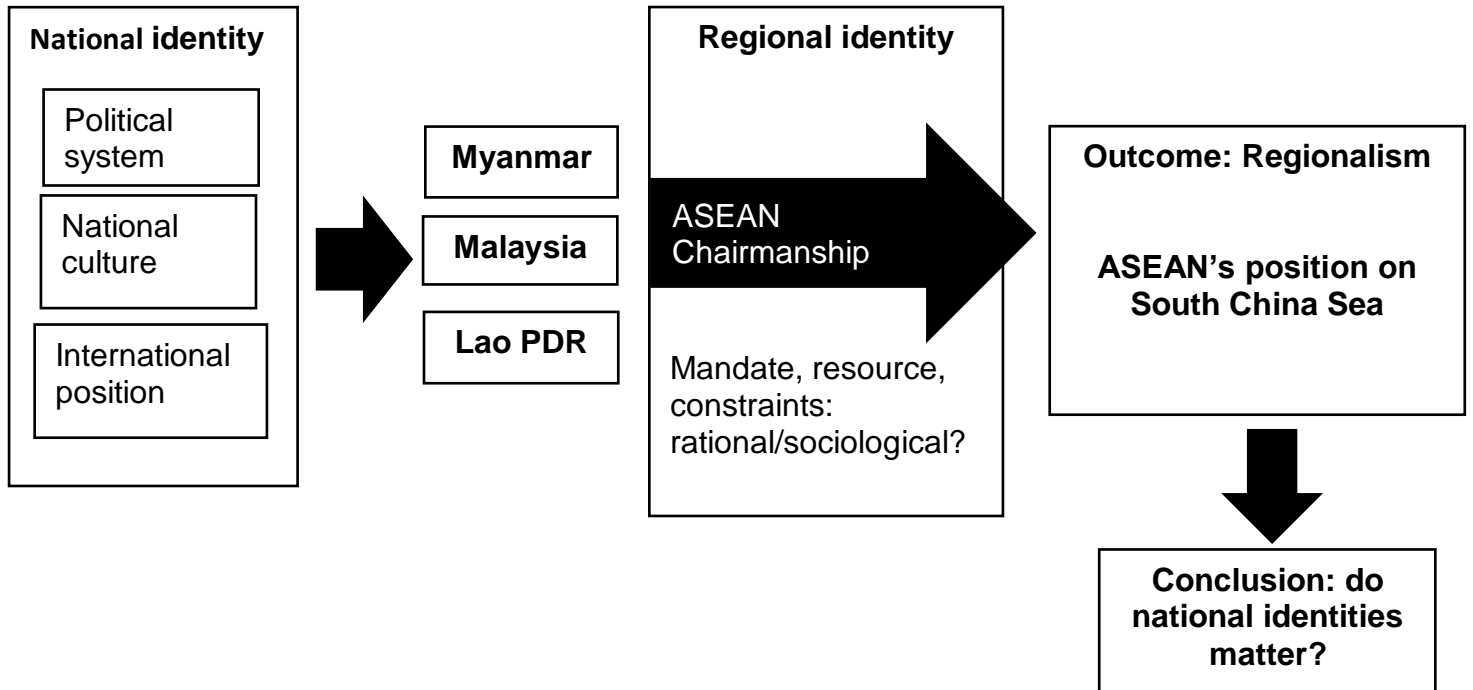 National identity
Political
system
National
culture
International
position
Myanmar
Malaysia
Lao PDR
Regional identity
ASEAN
Chairmanship
Mandate, resource,
constraints:
rational/sociological?
Outcome: Regionalism
ASEAN’s position on
South China Sea
Conclusion: do
national identities
matter?